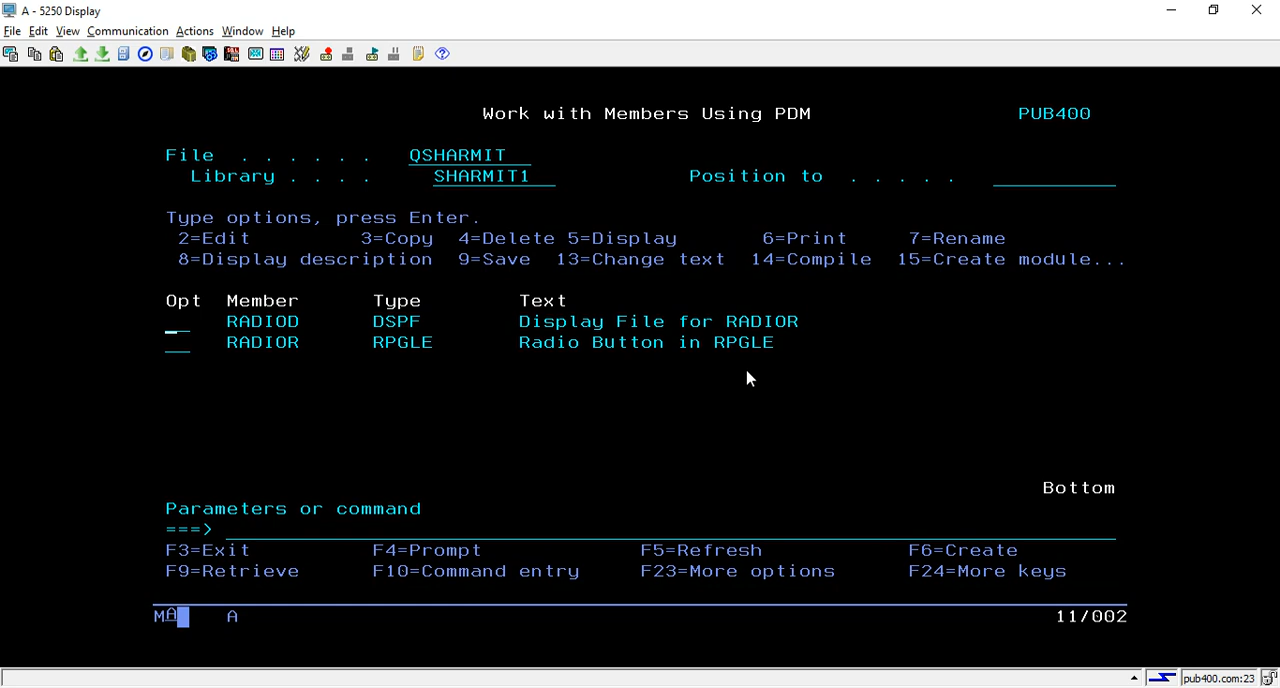 A - 5250 Display
File Edit View Communication Actions Window Help
Work with Members Using PDM PUB400
File . . . . . . QSHARMIT
Library . . . . SHARMIT1 Position to . . . . .
Type options, press Enter.
2=Edit 3=Copy 4=Delete 5=Display 6=Print 7=Rename
8=Display description 9=Save 13=Change text 14=Compile 15=Create module...
Opt Member Type Text
RADIOD DSPF Display File for RADIOR
RADIOR RPGLE Radio Button in RPGLE
Bottom
Parameters or command
===>
F3=Exit F4=Prompt F5=Refresh F6=Create
F9=Retrieve F10=Command entry F23=More options F24=More keys
MA A 11/002
pub400.com:23